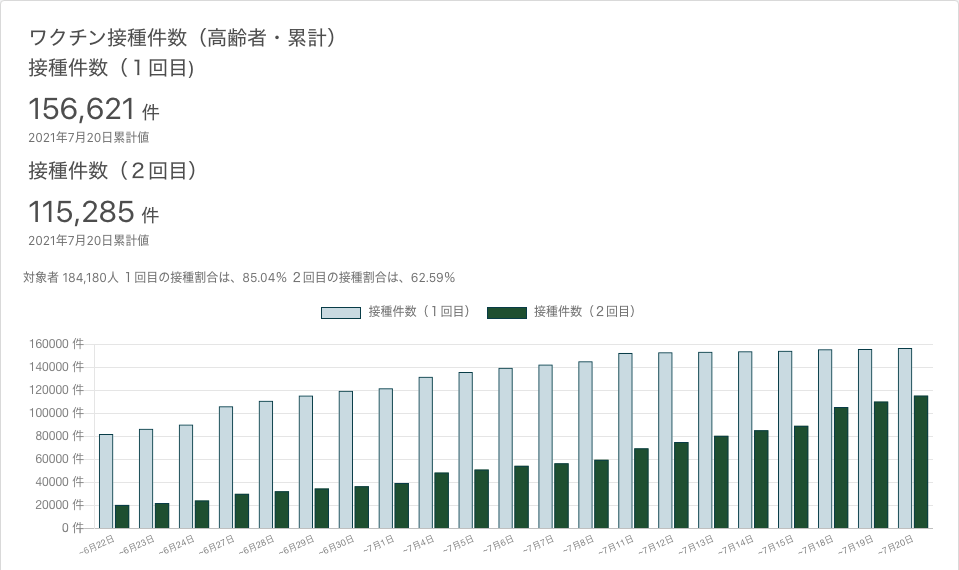 ワクチン接種件数（高齢者・累計）
接種件数（１回目)
156,621 件
2021年7月20日累計値
接種件数（２回目）
115,285 件
2021年7月20日累計値
対象者 184,180人 １回目の接種割合は、85.04% ２回目の接種割合は、62.59%
接種件数（１回目） 接種件数（２回目）
160000 件
140000 件
120000 件
100000 件
80000 件
60000 件
40000 件
20000 件
0 件
~6月22日 ~6月23日 ~6月24日 ~6月27日 ~6月28日 ~6月29日 ~6月30日 ~7月1日 ~7月4日 ~7月5日 ~7月6日 ~7月7日 ~7月8日 ~7月11日 ~7月12日 ~7月13日 ~7月14日 ~7月15日 ~7月18日 ~7月19日 ~7月20日